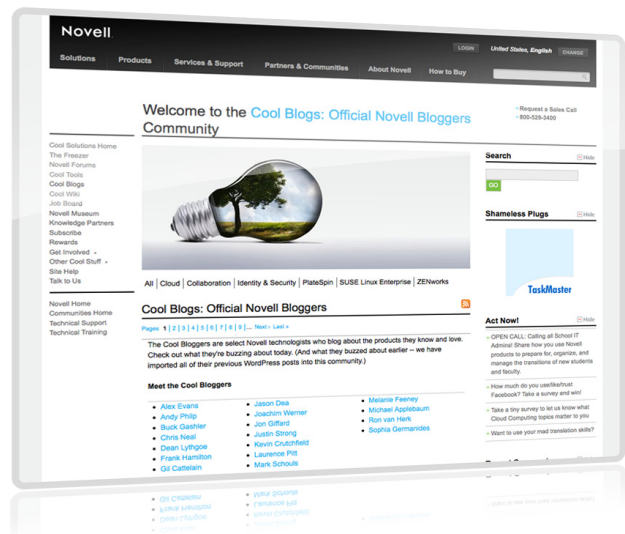 Novell
LOGIN
United States, English
CHANGE
Solutions
Products
Services & Support
Partners & Communities
About Novell
How to Buy
Welcome to the Cool Blogs: Official Novell Bloggers
Community
Request a Sales Call
800-529-3400
Cool Solutions Home
The Freezer
Novell Forums
Cool Tools
Cool Blogs
Cool Wiki
Job Board
Novell Museum
Knowledge Partners
Subscribe
Rewards
Get Involved
Other Cool Stuff
Site Help
Talk to Us
Novell Home
Communities Home
Technical Support
Technical Training
All | Cloud | Collaboration | Identity & Security | PlateSpin | SUSE Linux Enterprise | ZENworks
Cool Blogs: Official Novell Bloggers
Pages 1 | 2 | 3 | 4 | 5 | 6 | 7 | 8 | 9 |... Next › Last »
The Cool Bloggers are select Novell technologists who blog about the products they know and love.
Check out what they're buzzing about today. (And what they buzzed about earlier -- we have
imported all of their previous WordPress posts into this community.)
Meet the Cool Bloggers
Alex Evans
Andy Philp
Buck Gashler
Chris Neal
Dean Lythgoe
Frank Hamilton
Gil Cattelain
Jason Dea
Joachim Werner
Jon Giffard
Justin Strong
Kevin Crutchfield
Laurence Pitt
Mark Schouls
Melanie Feeney
Michael Applebaum
Ron van Herk
Sophia Germanides
Search
Hide
GO
Shameless Plugs
Hide
TaskMaster
Act Now!
Hide
OPEN CALL: Calling all School IT
Admins! Share how you use Novell
products to prepare for, organize, and
manage the transitions of new students
and faculty.
How much do you use/like/trust
Facebook? Take a survey and win!
Take a tiny survey to let us know what
Cloud Computing topics matter to you
Want to use your mad translation skills?